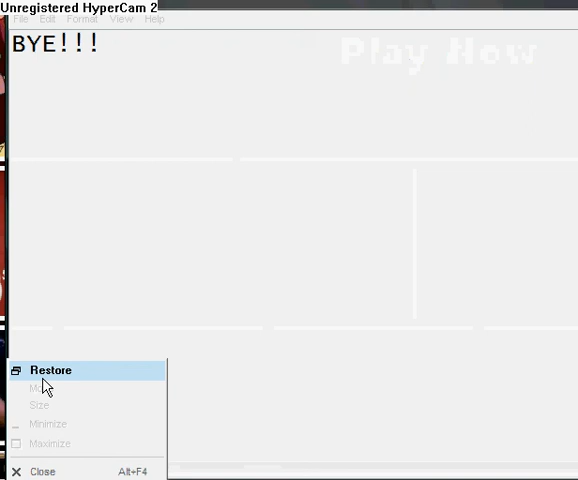 Unregistered HyperCam 2
File Edit Format View Help
BYE!!!
Play Now
Restore
Size
Minimize
Maximize
Close Alt+F4